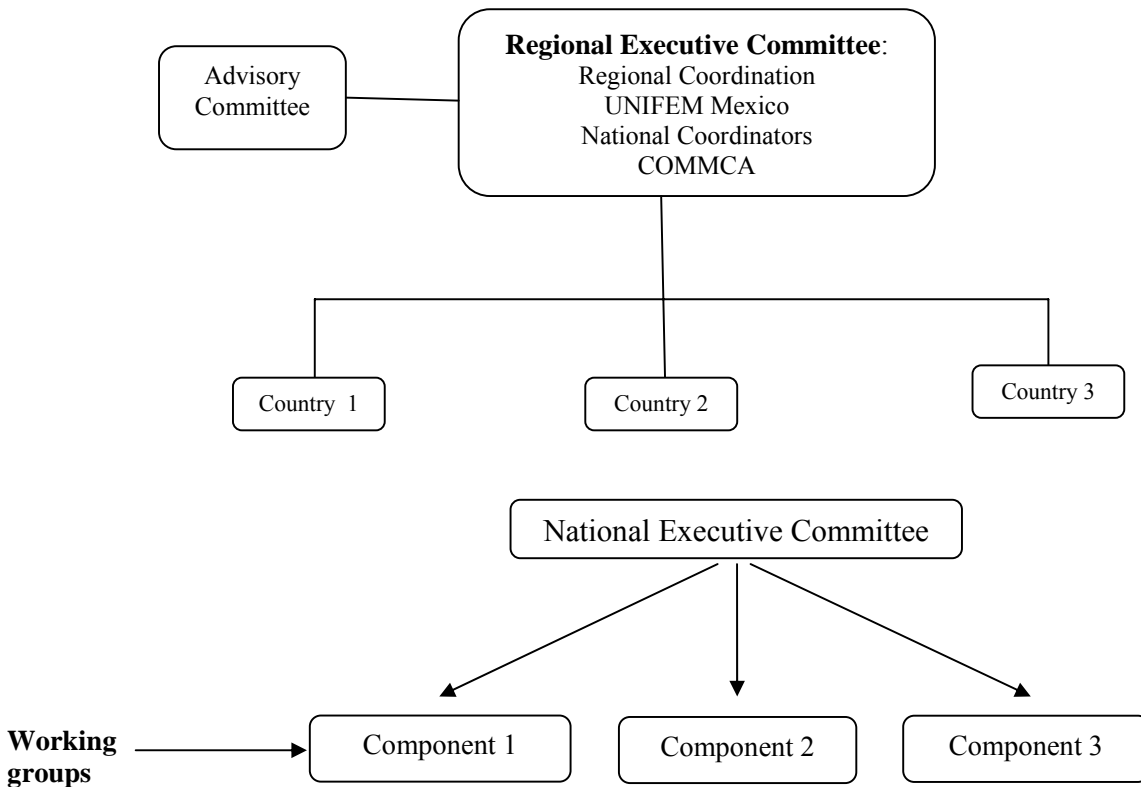 Regional Executive Committee:
Regional Coordination
UNIFEM Mexico
National Coordinators
COMMCA
Advisory
Committee
Country 1
Country 2
Country 3
National Executive Committee
Working
groups
Component 1
Component 2
Component 3